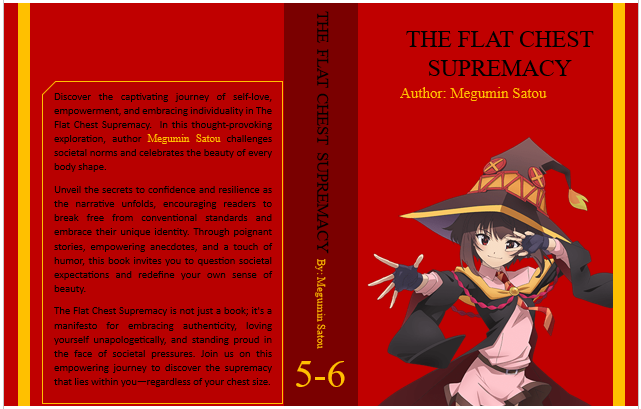 Discover the captivating journey of self-love,
empowerment, and embracing individuality in The
Flat Chest Supremacy. In this thought-provoking
exploration, author Megumin Satou challenges
societal norms and celebrates the beauty of every
body shape.
Unveil the secrets to confidence and resilience as
the narrative unfolds, encouraging readers to
break free from conventional standards and
embrace their unique identity. Through poignant
stories, empowering anecdotes, and a touch of
humor, this book invites you to question societal
expectations and redefine your own sense of
beauty.
The Flat Chest Supremacy is not just a book; it's a
manifesto for embracing authenticity, loving
yourself unapologetically, and standing proud in
the face of societal pressures. Join us on this
empowering journey to discover the supremacy
that lies within you—regardless of your chest size.
THE FLAT CHEST SUPREMACY By: Megumin Satou
5-6
THE FLAT CHEST
SUPREMACY
Author: Megumin Satou